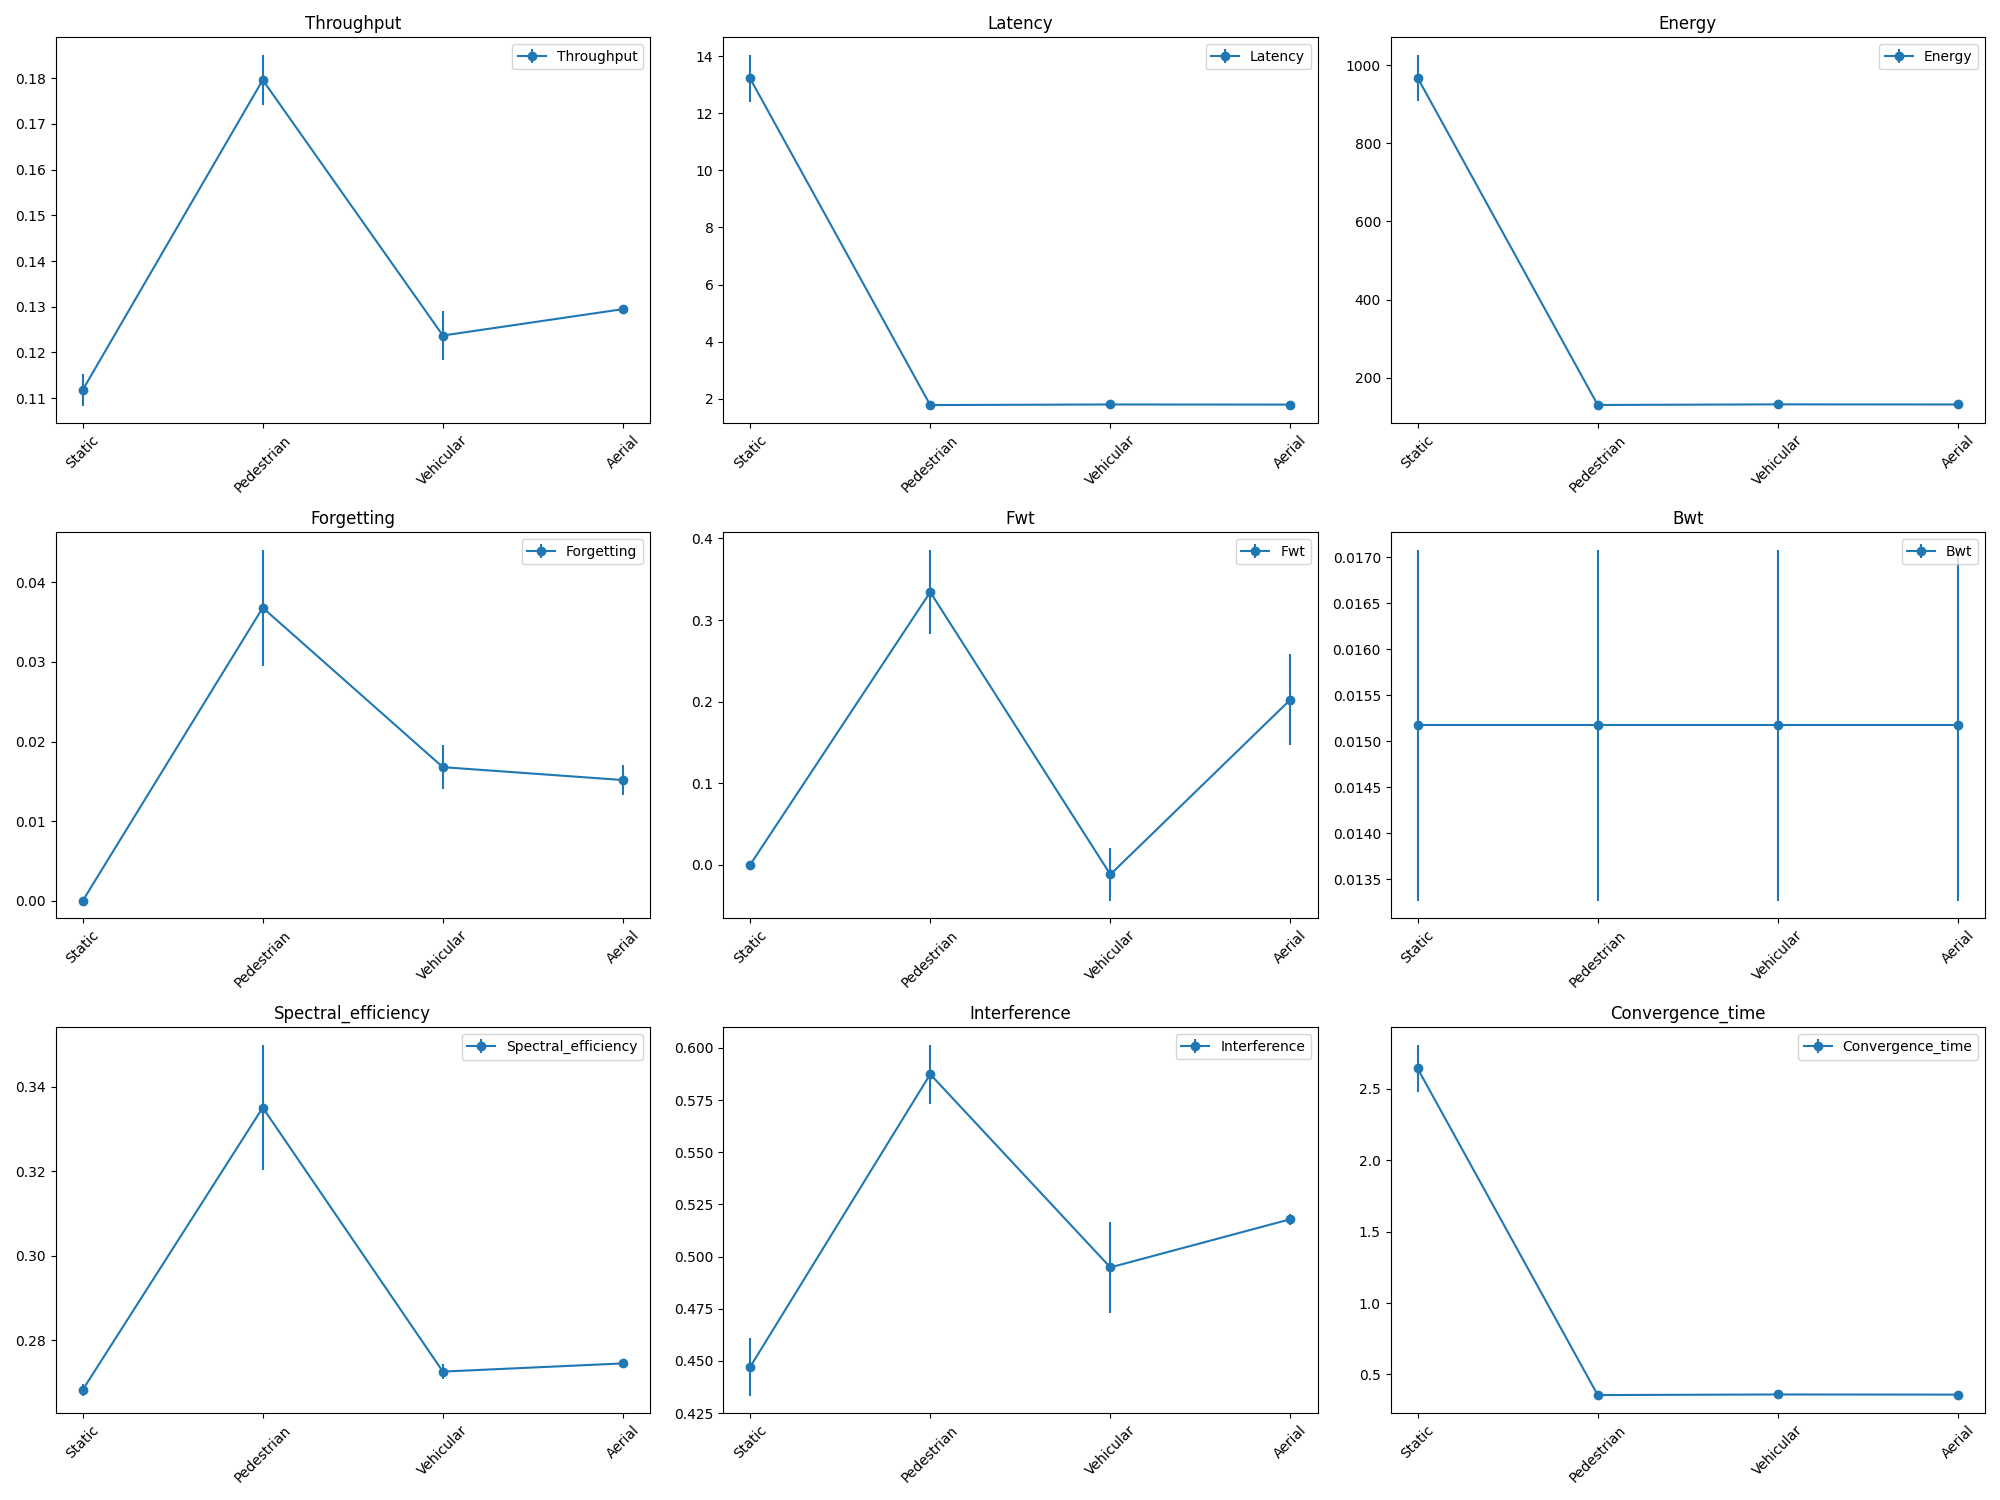 Throughput
Throughput
0.18
0.17
0.16
0.15
0.14
0.13
0.12
0.11
Static
Pedestrian
Vehicular
Aerial
Latency
Latency
14
12
10
8
6
4
2
Static
Pedestrian
Vehicular
Aerial
Energy
Energy
1000
800
600
400
200
Static
Pedestrian
Vehicular
Aerial
Forgetting
Forgetting
0.04
0.03
0.02
0.01
0.00
Static
Pedestrian
Vehicular
Aerial
Fwt
Fwt
0.4
0.3
0.2
0.1
0.0
Static
Pedestrian
Vehicular
Aerial
Bwt
Bwt
0.0170
0.0165
0.0160
0.0155
0.0150
0.0145
0.0140
0.0135
Static
Pedestrian
Vehicular
Aerial
Spectral_efficiency
Spectral_efficiency
0.34
0.32
0.30
0.28
Static
Pedestrian
Vehicular
Aerial
Interference
Interference
0.600
0.575
0.550
0.525
0.500
0.475
0.450
0.425
Static
Pedestrian
Vehicular
Aerial
Convergence_time
Convergence_time
2.5
2.0
1.5
1.0
0.5
Static
Pedestrian
Vehicular
Aerial